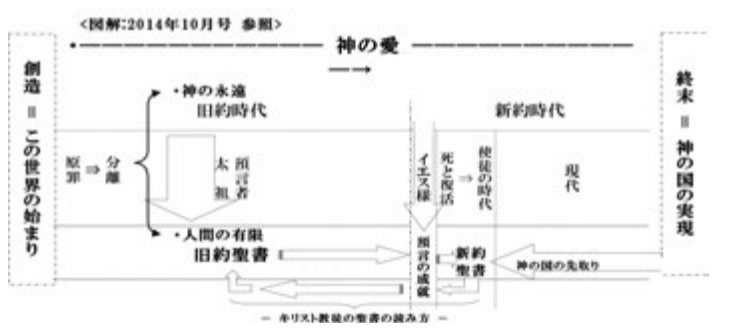 <図解:2014年10月号 参照>
神の愛
創造 = この世界の始まり
・神の永遠
旧約時代
新約時代
原罪 ⇒ 分離
預言者
太祖
イエス様
死と復活 ⇒ 使徒の時代
現代
・人間の有限
旧約聖書
預言の成就
新約聖書
神の国の先取り
終末 = 神の国の実現
― キリスト教徒の聖書の読み方 ―